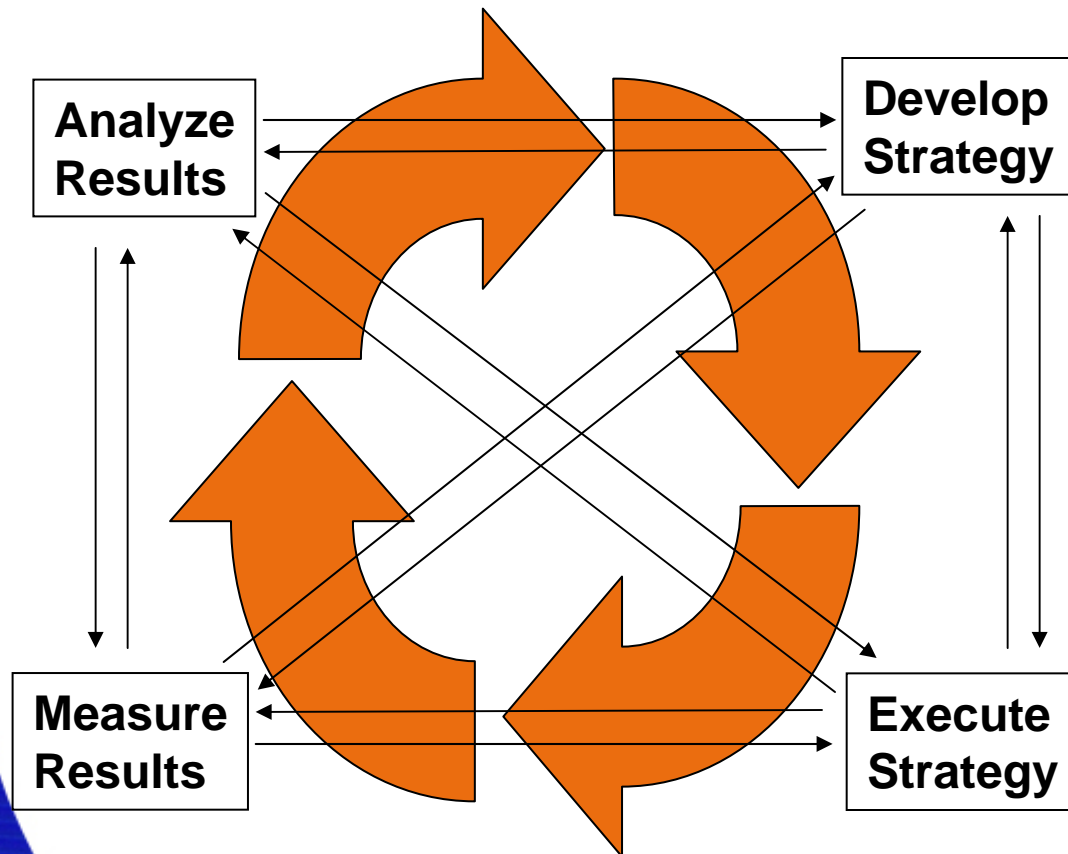 Analyze
Results
Develop
Strategy
Measure
Results
Execute
Strategy